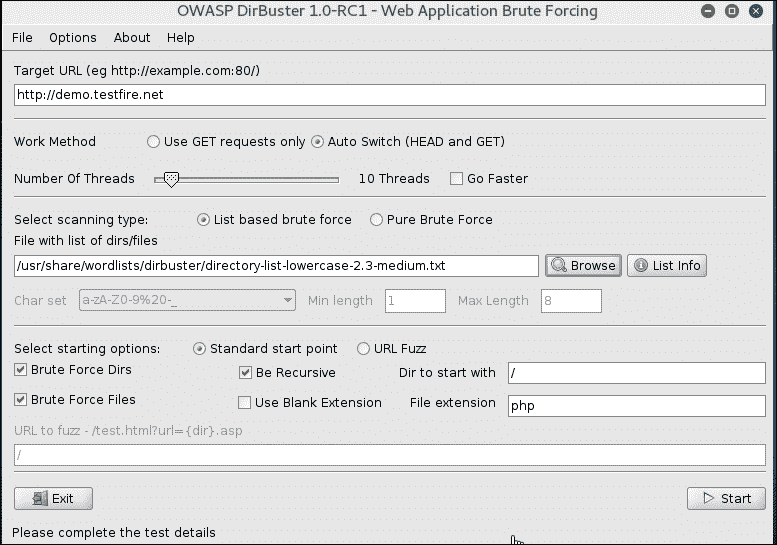 OWASP DirBuster 1.0-RC1 - Web Application Brute Forcing
File Options About Help
Target URL (eg http://example.com:80/)
http://demo.testfire.net
Work Method Use GET requests only Auto Switch (HEAD and GET)
Number Of Threads 10 Threads Go Faster
Select scanning type: List based brute force Pure Brute Force
File with list of dirs/files
/usr/share/wordlists/dirbuster/directory-list-lowercase-2.3-medium.txt Browse List Info
Char set a-zA-Z0-9%20-_ Min length 1 Max Length 8
Select starting options: Standard start point URL Fuzz
Brute Force Dirs Be Recursive Dir to start with /
Brute Force Files Use Blank Extension File extension php
URL to fuzz - /test.html?url={dir}.asp
/
Exit Start
Please complete the test details